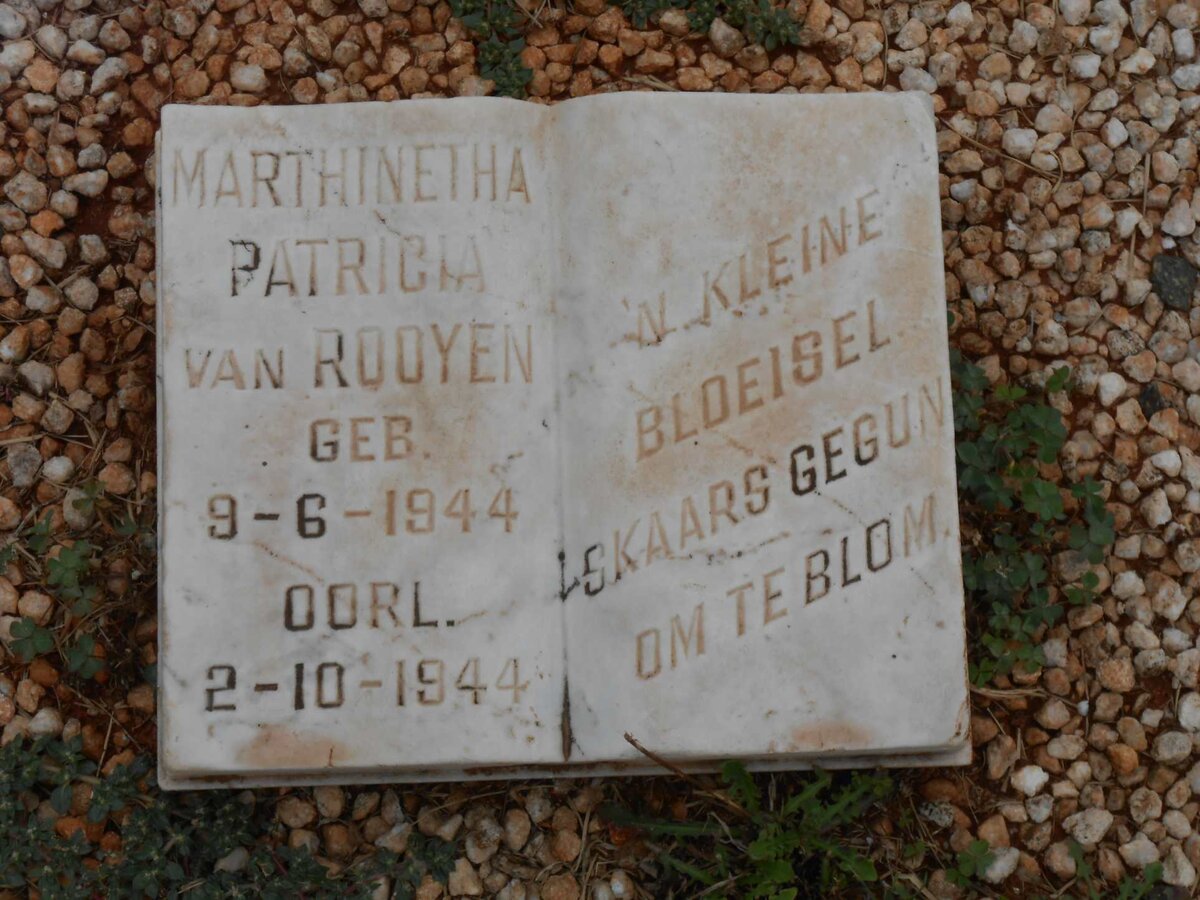 MARTHINETHA
PATRICIA
VAN ROOYEN
GEB.
9-6-1944
OORL.
2-10-1944
'N KLEINE
BLOEISEL
SKAARS GEGUN
OM TE BLOM.